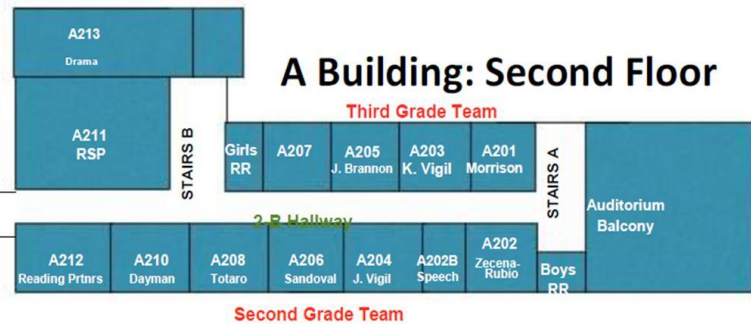 A213
Drama
A Building: Second Floor
Third Grade Team
A211
RSP
STAIRS B
Girls
RR
A207
A205
J. Brannon
A203
K. Vigil
A201
Morrison
STAIRS A
Auditorium
Balcony
2-B Hallway
A212
Reading Prtnrs
A210
Dayman
A208
Totaro
A206
Sandoval
A204
J. Vigil
A202B
Speech
A202
Zecena-
Rubio
Boys
RR
Second Grade Team